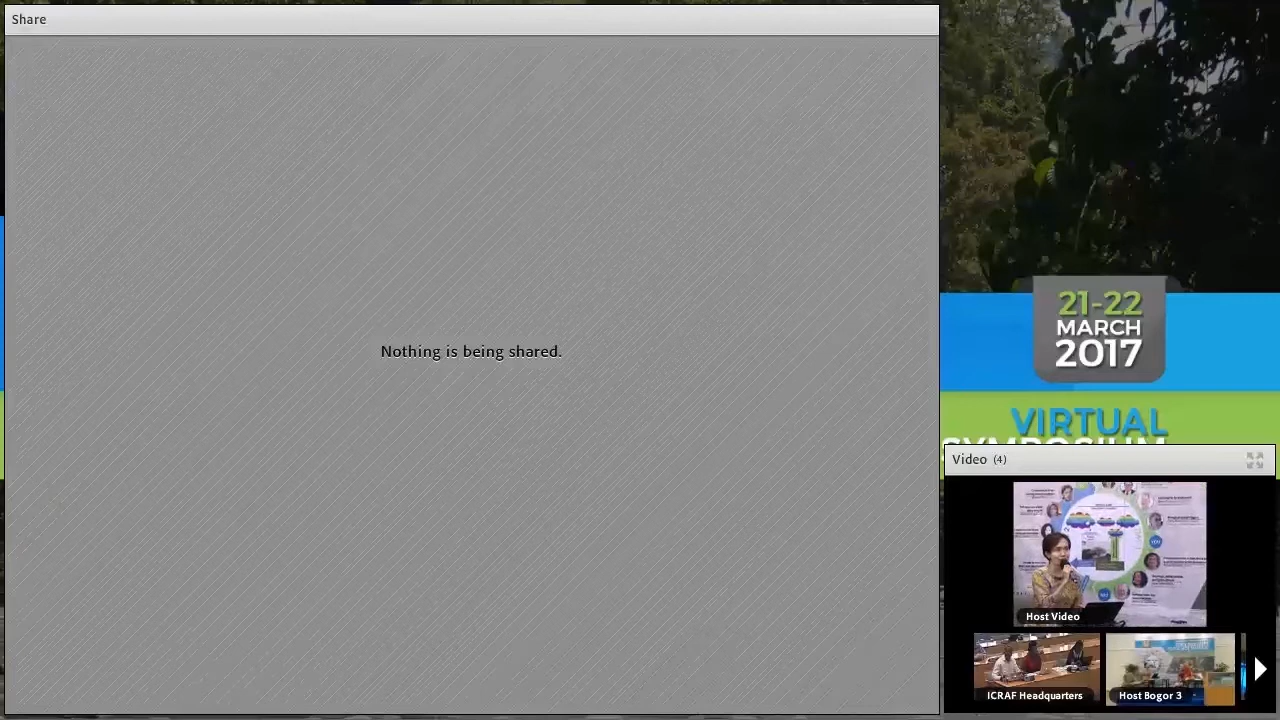 Share
Nothing is being shared.
21-22
MARCH
2017
VIRTUAL
SYMPOSIUM
Video (4)
Host Video
ICRAF Headquarters
Host Bogor 3